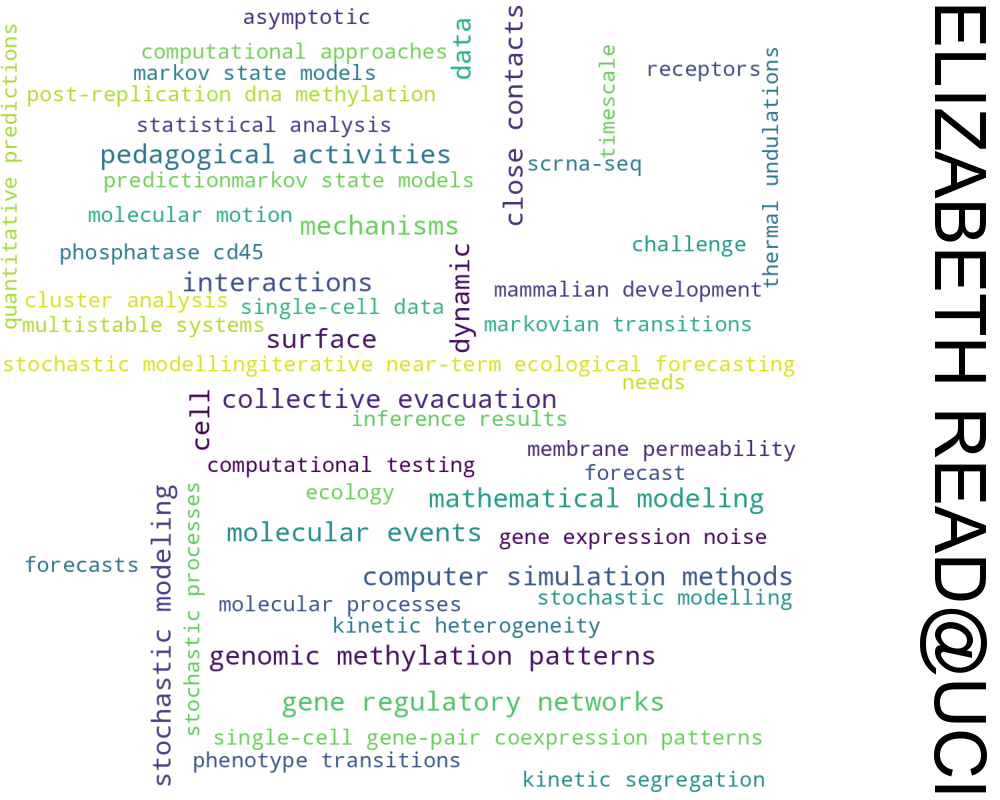 asymptotic
data
close contacts
computational approaches
timescale
receptors
thermal undulations
quantitative predictions
markov state models
post-replication dna methylation
statistical analysis
pedagogical activities
scrna-seq
predictionmarkov state models
molecular motion
mechanisms
challenge
phosphatase cd45
dynamic
interactions
mammalian development
cluster analysis
single-cell data
multistable systems
markovian transitions
surface
stochastic modellingiterative near-term ecological forecasting
needs
cell
collective evacuation
inference results
membrane permeability
computational testing
forecast
ecology
mathematical modeling
stochastic modeling
stochastic processes
molecular events
gene expression noise
forecasts
computer simulation methods
stochastic modelling
molecular processes
kinetic heterogeneity
genomic methylation patterns
gene regulatory networks
single-cell gene-pair coexpression patterns
phenotype transitions
kinetic segregation
ELIZABETH READ@UCI